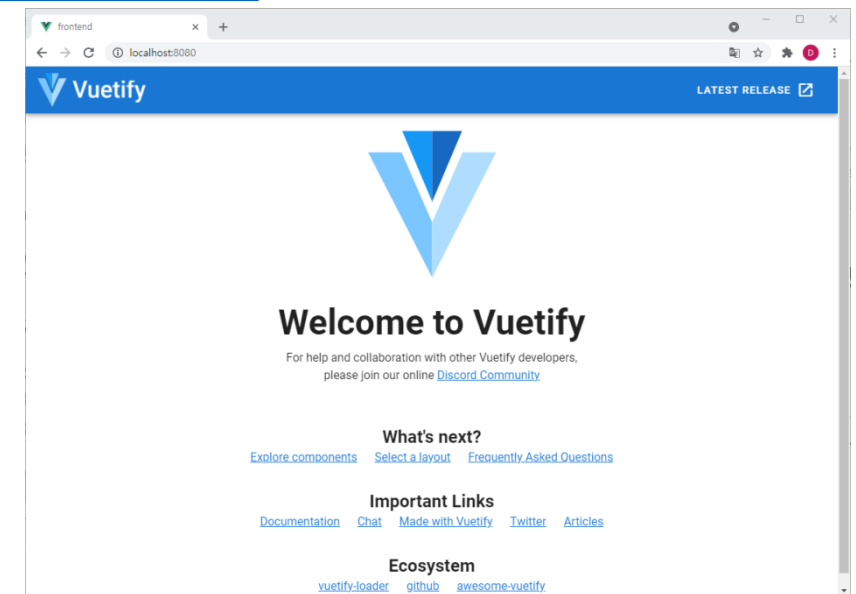 frontend
localhost:8080
D
Vuetify
LATEST RELEASE
Welcome to Vuetify
For help and collaboration with other Vuetify developers,
please join our online Discord Community
What's next?
Explore components Select a layout Frequently Asked Questions
Important Links
Documentation Chat Made with Vuetify Twitter Articles
Ecosystem
vuetify-loader github awesome-vuetify